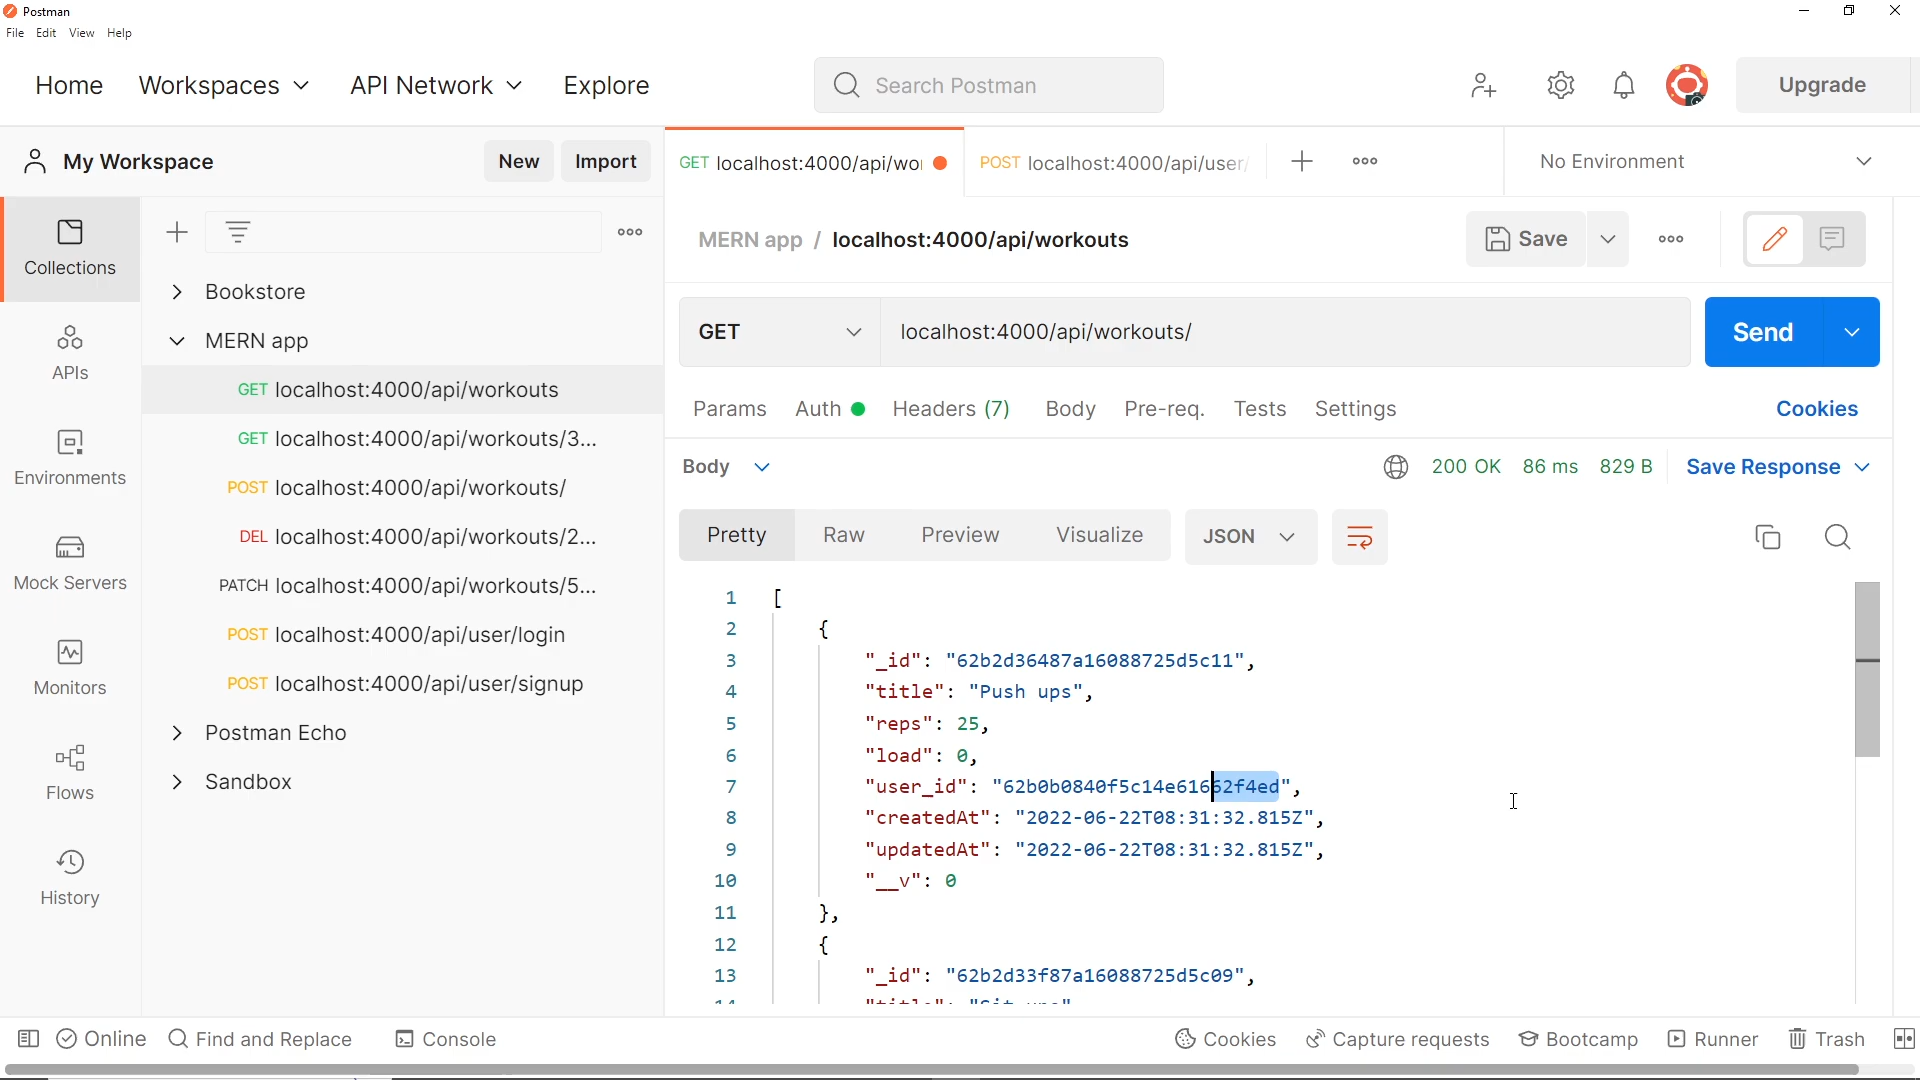 Postman
File Edit View Help
Home Workspaces API Network Explore Search Postman Upgrade
My Workspace New Import
GET localhost:4000/api/wor POST localhost:4000/api/user/ No Environment
MERN app / localhost:4000/api/workouts Save
Collections
APIs
Environments
Mock Servers
Monitors
Flows
History
Bookstore
MERN app
GET localhost:4000/api/workouts
GET localhost:4000/api/workouts/3...
POST localhost:4000/api/workouts/
DEL localhost:4000/api/workouts/2...
PATCH localhost:4000/api/workouts/5...
POST localhost:4000/api/user/login
POST localhost:4000/api/user/signup
Postman Echo
Sandbox
GET localhost:4000/api/workouts/ Send
Params Auth Headers (7) Body Pre-req. Tests Settings Cookies
Body 200 OK 86 ms 829 B Save Response
Pretty Raw Preview Visualize JSON
1 [
2 {
3 "_id": "62b2d36487a16088725d5c11",
4 "title": "Push ups",
5 "reps": 25,
6 "load": 0,
7 "user_id": "62b0b0840f5c14e61662f4ed",
8 "createdAt": "2022-06-22T08:31:32.815Z",
9 "updatedAt": "2022-06-22T08:31:32.815Z",
10 "__v": 0
11 },
12 {
13 "_id": "62b2d33f87a16088725d5c09",
14 "title": "Sit ups"
Online Find and Replace Console Cookies Capture requests Bootcamp Runner Trash